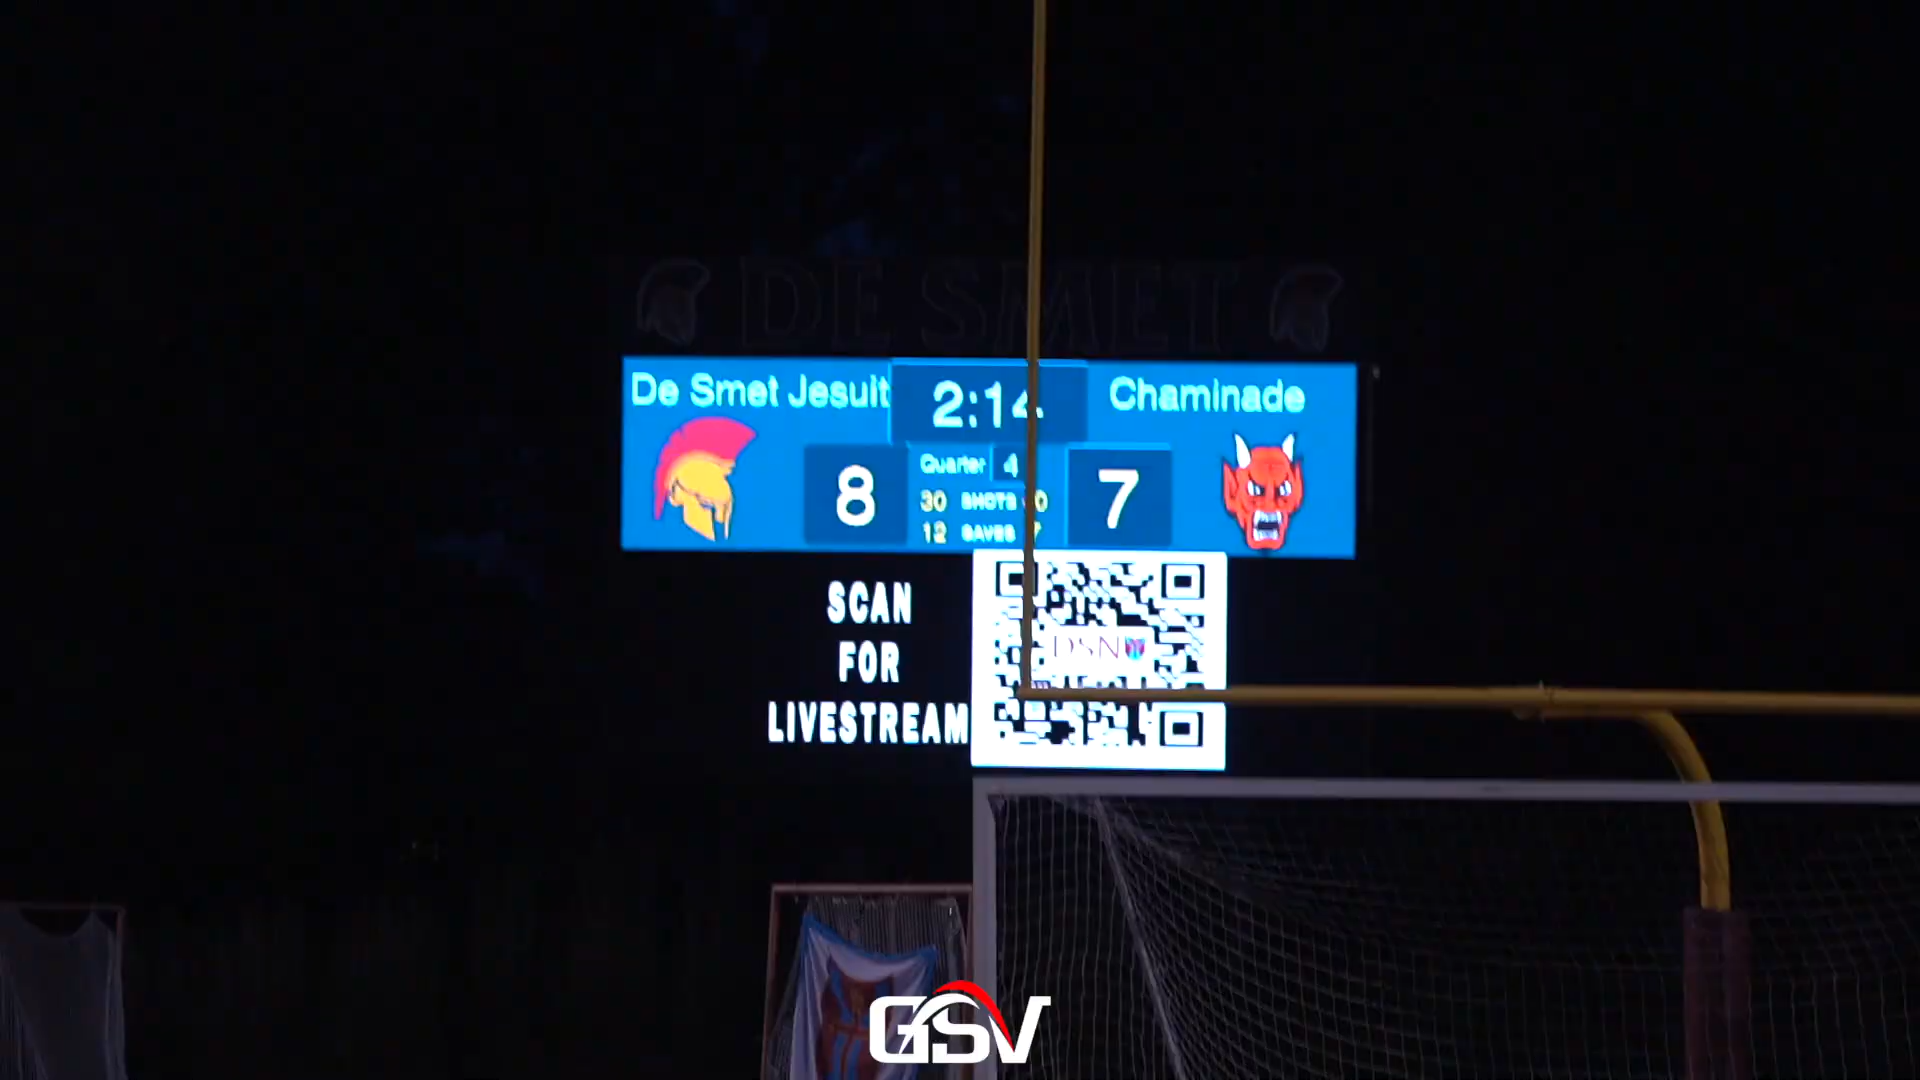 DE SMET
De Smet Jesuit 2:14 Chaminade
8 Quarter 4 7
30 SHOTS
12 SAVES 7
SCAN
FOR
LIVESTREAM
DSN
GSV